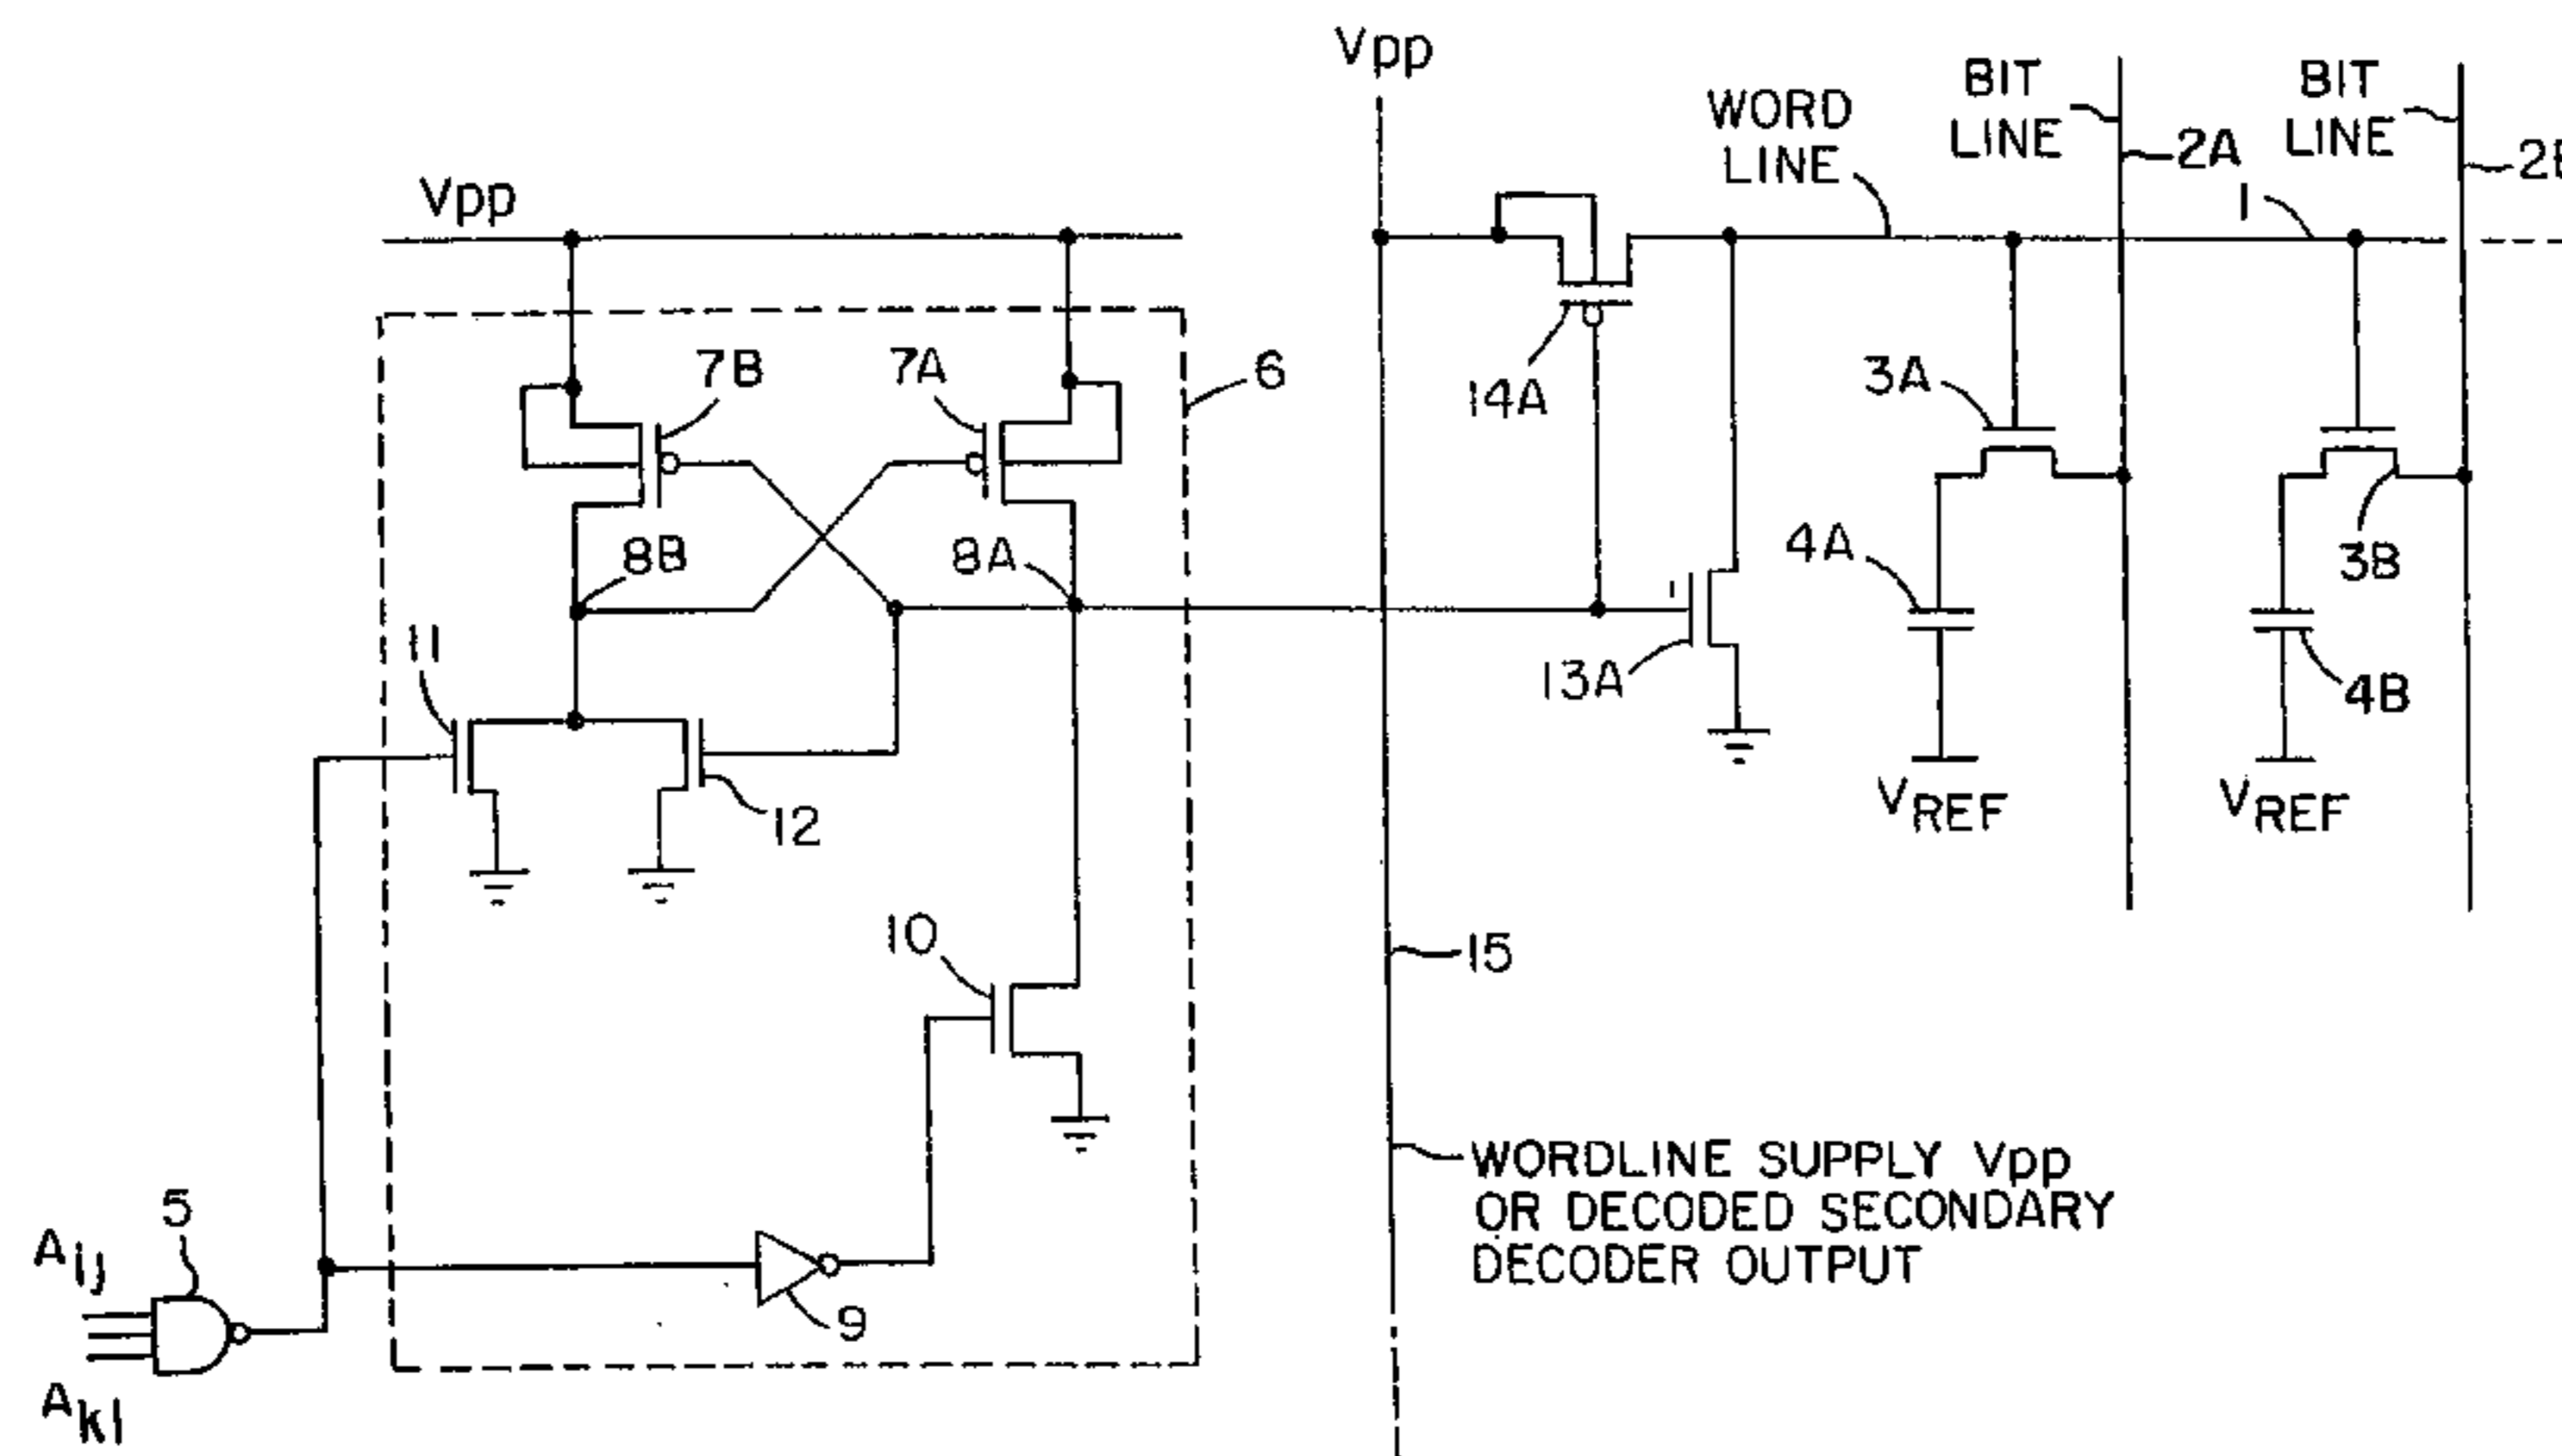 Vpp
WORD
LINE
BIT
LINE
2A
BIT
LINE
1
Vpp
7B
7A
6
14A
3A
3B
8B
8A
4A
4B
11
13A
12
VREF
VREF
10
15
WORDLINE SUPPLY Vpp
OR DECODED SECONDARY
DECODER OUTPUT
5
Aij
9
Akl